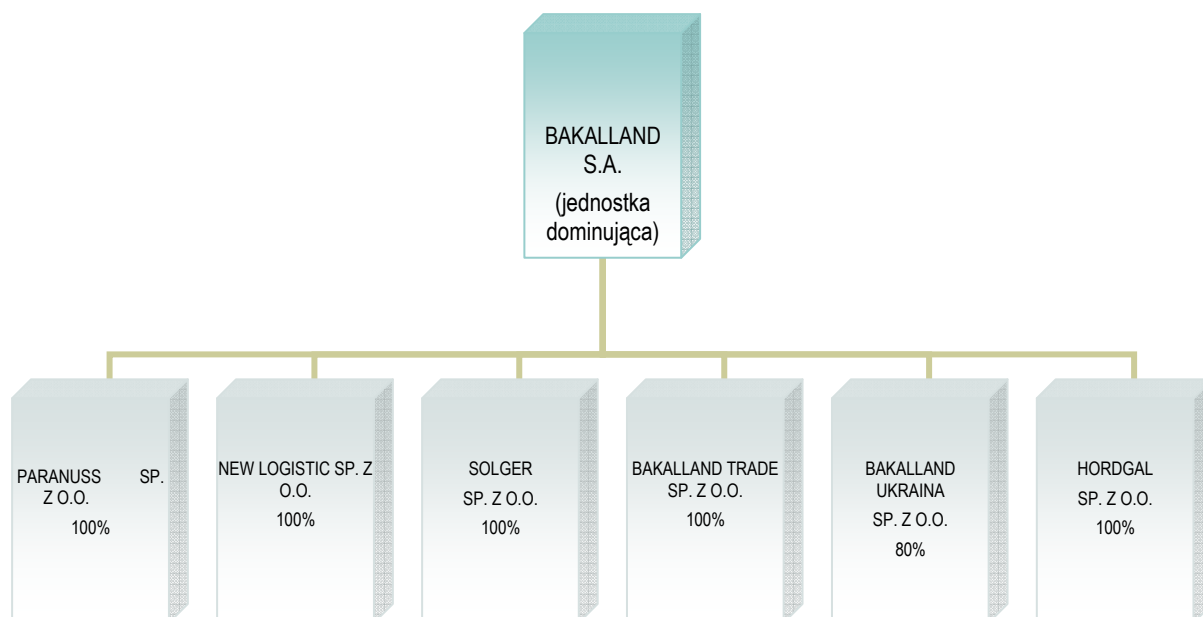 BAKALLAND
S.A.
(jednostka
dominująca)
PARANUSS SP.
Z O.O.
100%
NEW LOGISTIC SP. Z
O.O.
100%
SOLGER
SP. Z O.O.
100%
BAKALLAND TRADE
SP. Z O.O.
100%
BAKALLAND
UKRAINA
SP. Z O.O.
80%
HORDGAL
SP. Z O.O.
100%